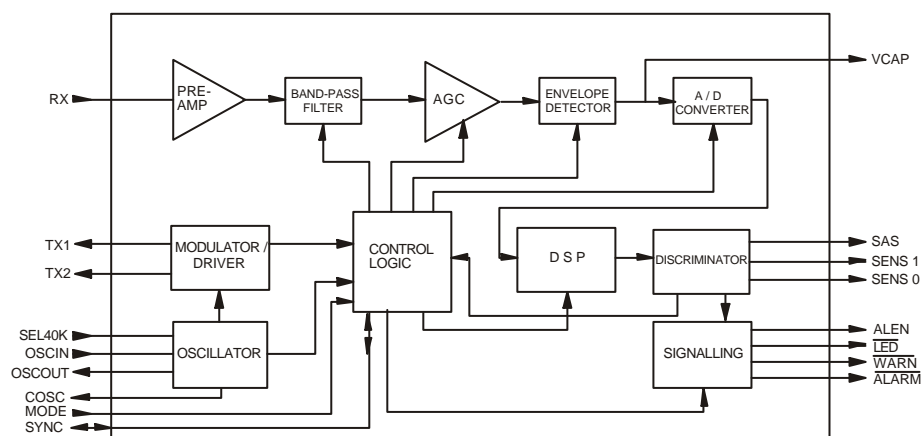 VCAP
RX
PRE-
AMP
BAND-PASS
FILTER
AGC
ENVELOPE
DETECTOR
A / D
CONVERTER
TX1
TX2
MODULATOR /
DRIVER
CONTROL
LOGIC
D S P
DISCRIMINATOR
SAS
SENS 1
SENS 0
SEL40K
OSCIN
OSCOUT
OSCILLATOR
SIGNALLING
ALEN
LED
WARN
ALARM
COSC
MODE
SYNC